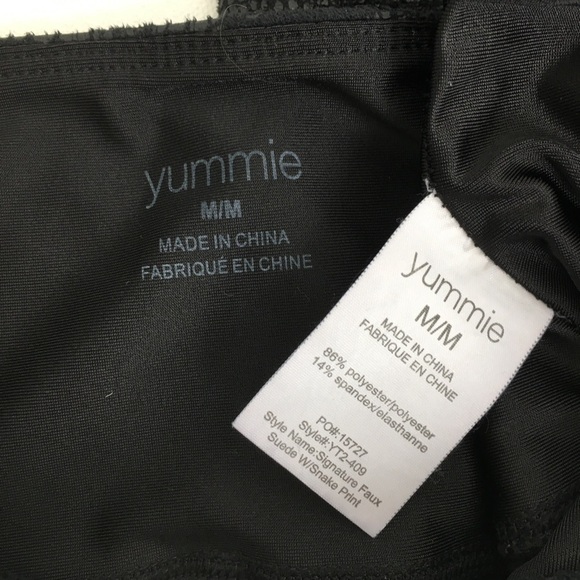 yummie
M/M
MADE IN CHINA
FABRIQUÉ EN CHINE
yummie
M/M
MADE IN CHINA
FABRIQUE EN CHINE
86% polyester/polyester
14% spandex/elasthanne
PO#:15727
Style#:YT2-409
Style Name:Signature Faux
Suede W/Snake Print